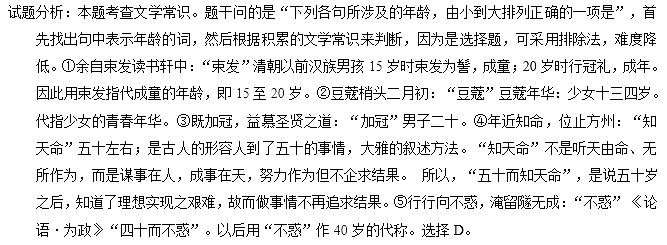 试题分析：本题考查文学常识。题干问的是“下列各句所涉及的年龄，由小到大排列正确的一项是”，首
先找出句中表示年龄的词，然后根据积累的文学常识来判断，因为是选择题，可采用排除法，难度降
低。①余自束发读书轩中：“束发”清朝以前汉族男孩 15 岁时束发为髻，成童；20 岁时行冠礼，成年。
因此用束发指代成童的年龄，即 15 至 20 岁。②豆蔻梢头二月初：“豆蔻”豆蔻年华：少女十三四岁。
代指少女的青春年华。③既加冠，益慕圣贤之道：“加冠”男子二十。④年近知命，位止方州：“知
天命”五十左右；是古人的形容人到了五十的事情，大雅的叙述方法。“知天命”不是听天由命、无
所作为，而是谋事在人，成事在天，努力作为但不企求结果。 所以，“五十而知天命”，是说五十岁
之后，知道了理想实现之艰难，故而做事情不再追求结果。⑤行行向不惑，淹留隧无成：“不惑”《论
语·为政》“四十而不惑”。以后用“不惑”作 40 岁的代称。选择 D。